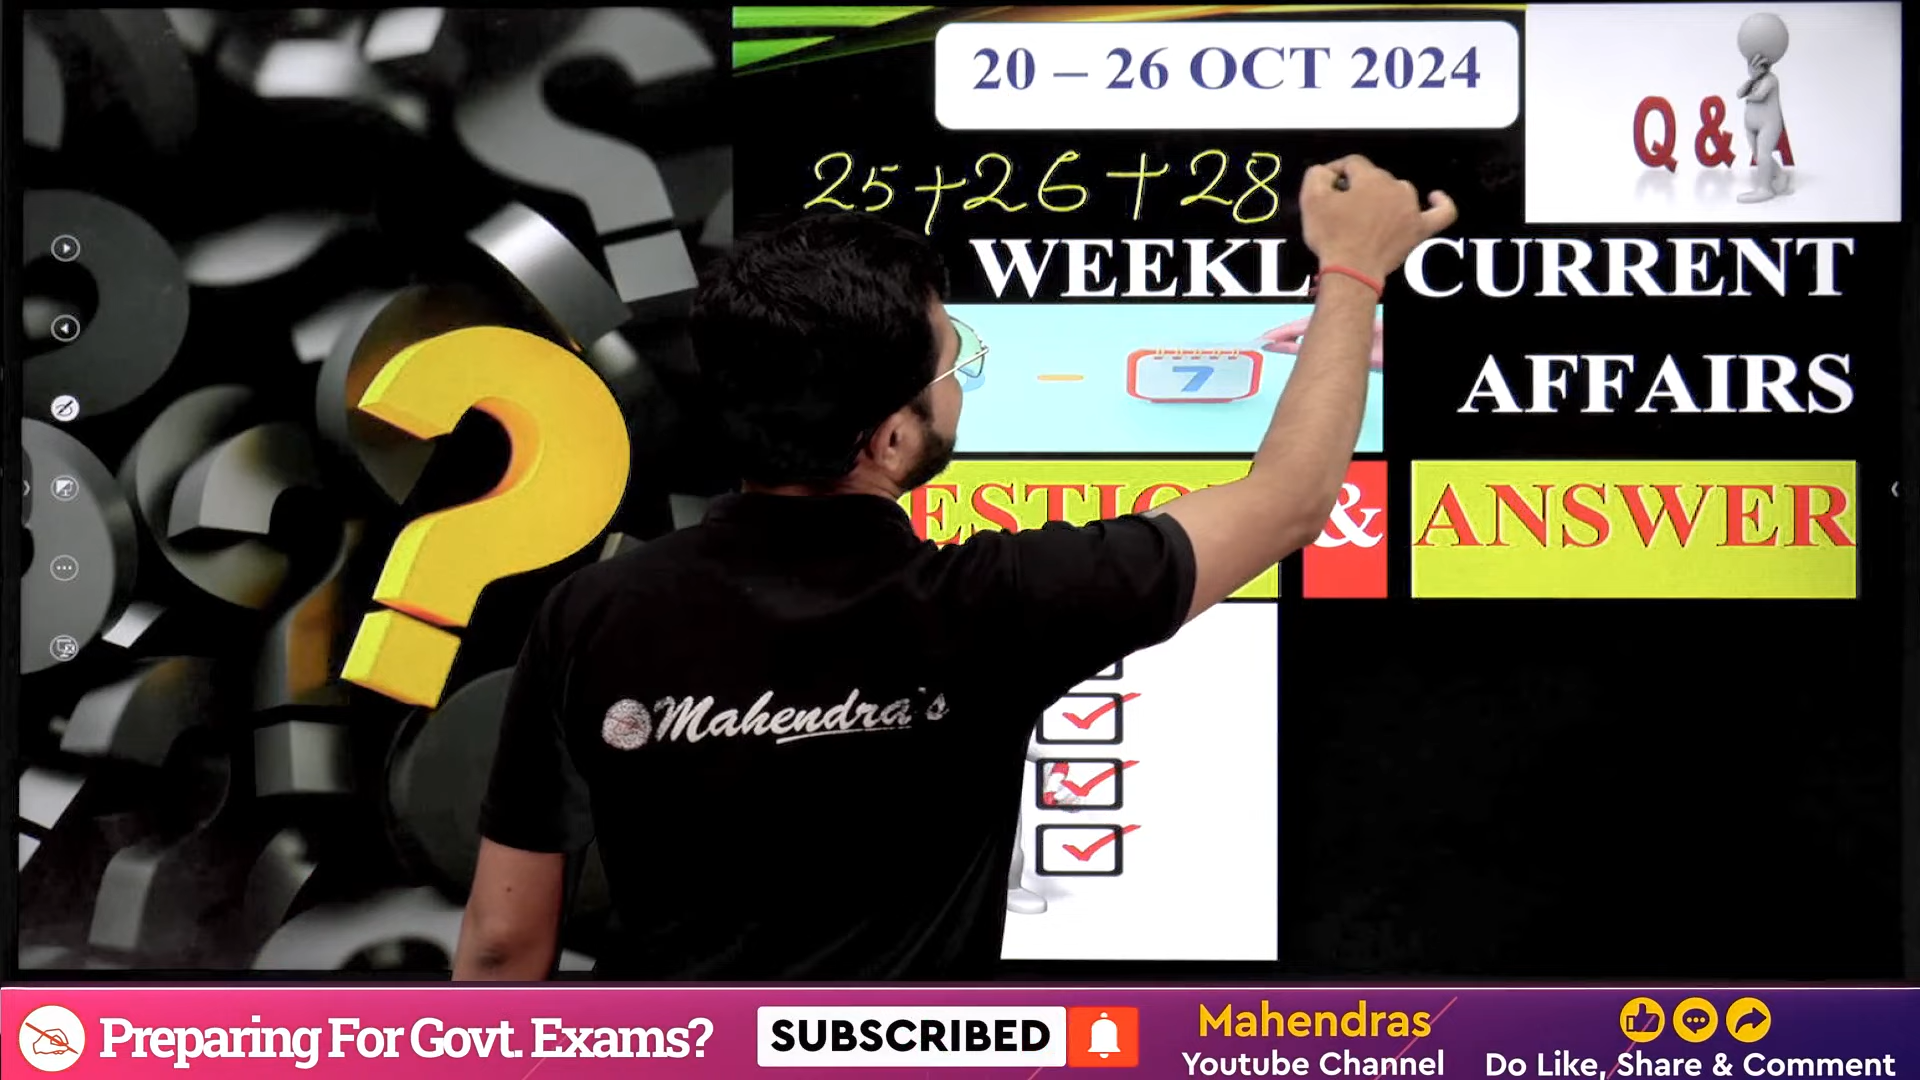 20 – 26 OCT 2024
Q &
25+26+28
WEEKL CURRENT
7
AFFAIRS
ESTIO & ANSWER
Mahendra's
Preparing For Govt. Exams?
SUBSCRIBED
Mahendras
Youtube Channel
Do Like, Share & Comment